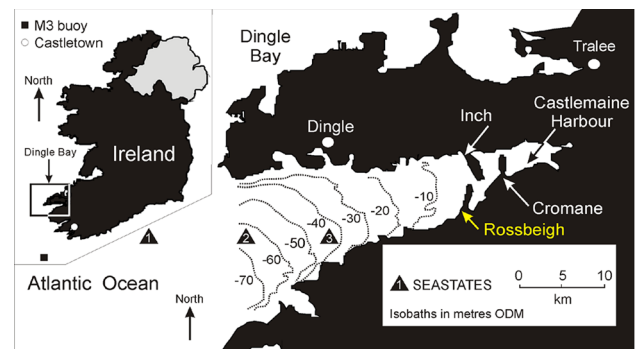 ■ M3 buoy
○ Castletown
North
Dingle Bay
Ireland
1
Atlantic Ocean
North
Dingle
Bay
Tralee
Dingle
Inch
Castlemaine
Harbour
Cromane
Rossbeigh
-10
-20
-30
-40
-50
-60
-70
2
3
1 SEASTATES
0 5 10
km
Isobaths in metres ODM